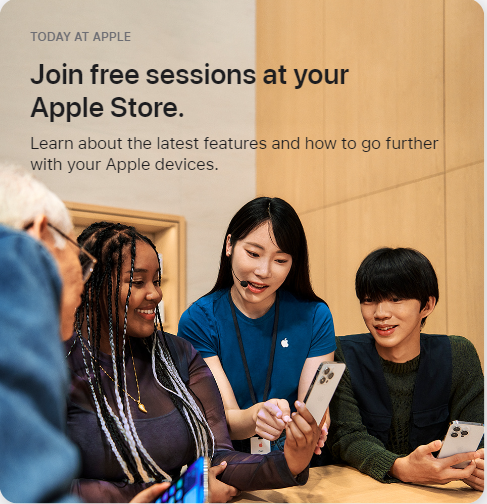 TODAY AT APPLE
Join free sessions at your
Apple Store.
Learn about the latest features and how to go further
with your Apple devices.